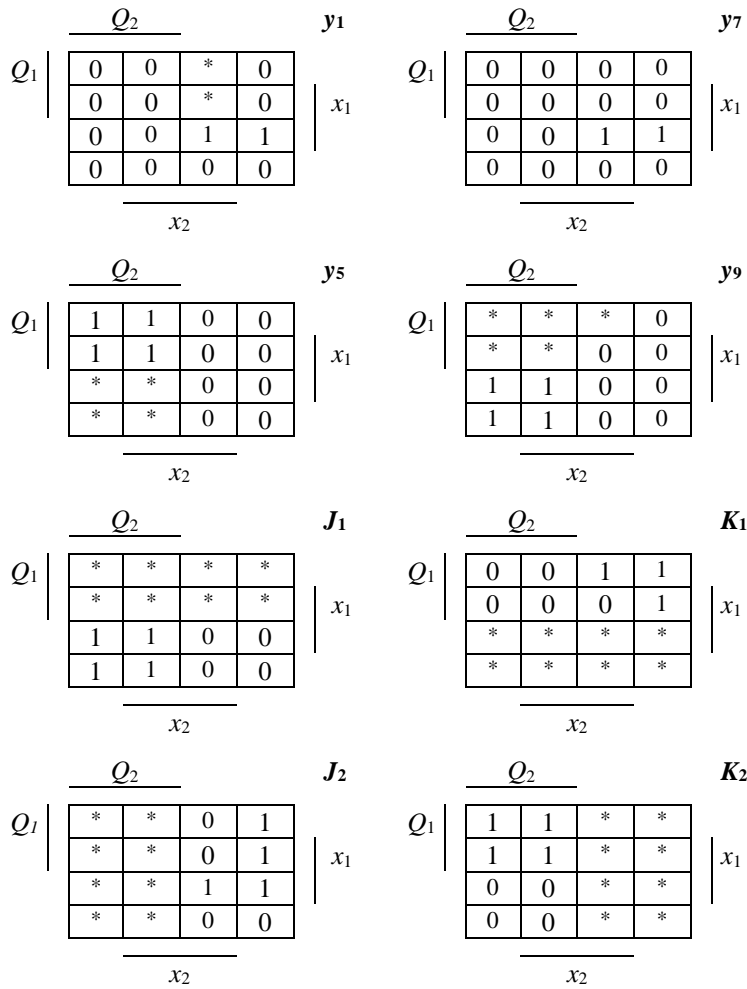 Q2 y1 Q2 y7
Q1 0 0 * 0 x1 Q1 0 0 0 0 x1
0 0 * 0 0 0 0 0
0 0 1 1 0 0 1 1
0 0 0 0 0 0 0 0
x2 x2
Q2 y5 Q2 y9
Q1 1 1 0 0 x1 Q1 * * * 0 x1
1 1 0 0 * * 0 0
* * 0 0 1 1 0 0
* * 0 0 1 1 0 0
x2 x2
Q2 J1 Q2 K1
Q1 * * * * x1 Q1 0 0 1 1 x1
* * * * 0 0 0 1
1 1 0 0 * * * *
1 1 0 0 * * * *
x2 x2
Q2 J2 Q2 K2
Q1 * * 0 1 x1 Q1 1 1 * * x1
* * 0 1 1 1 * *
* * 1 1 0 0 * *
* * 0 0 0 0 * *
x2 x2